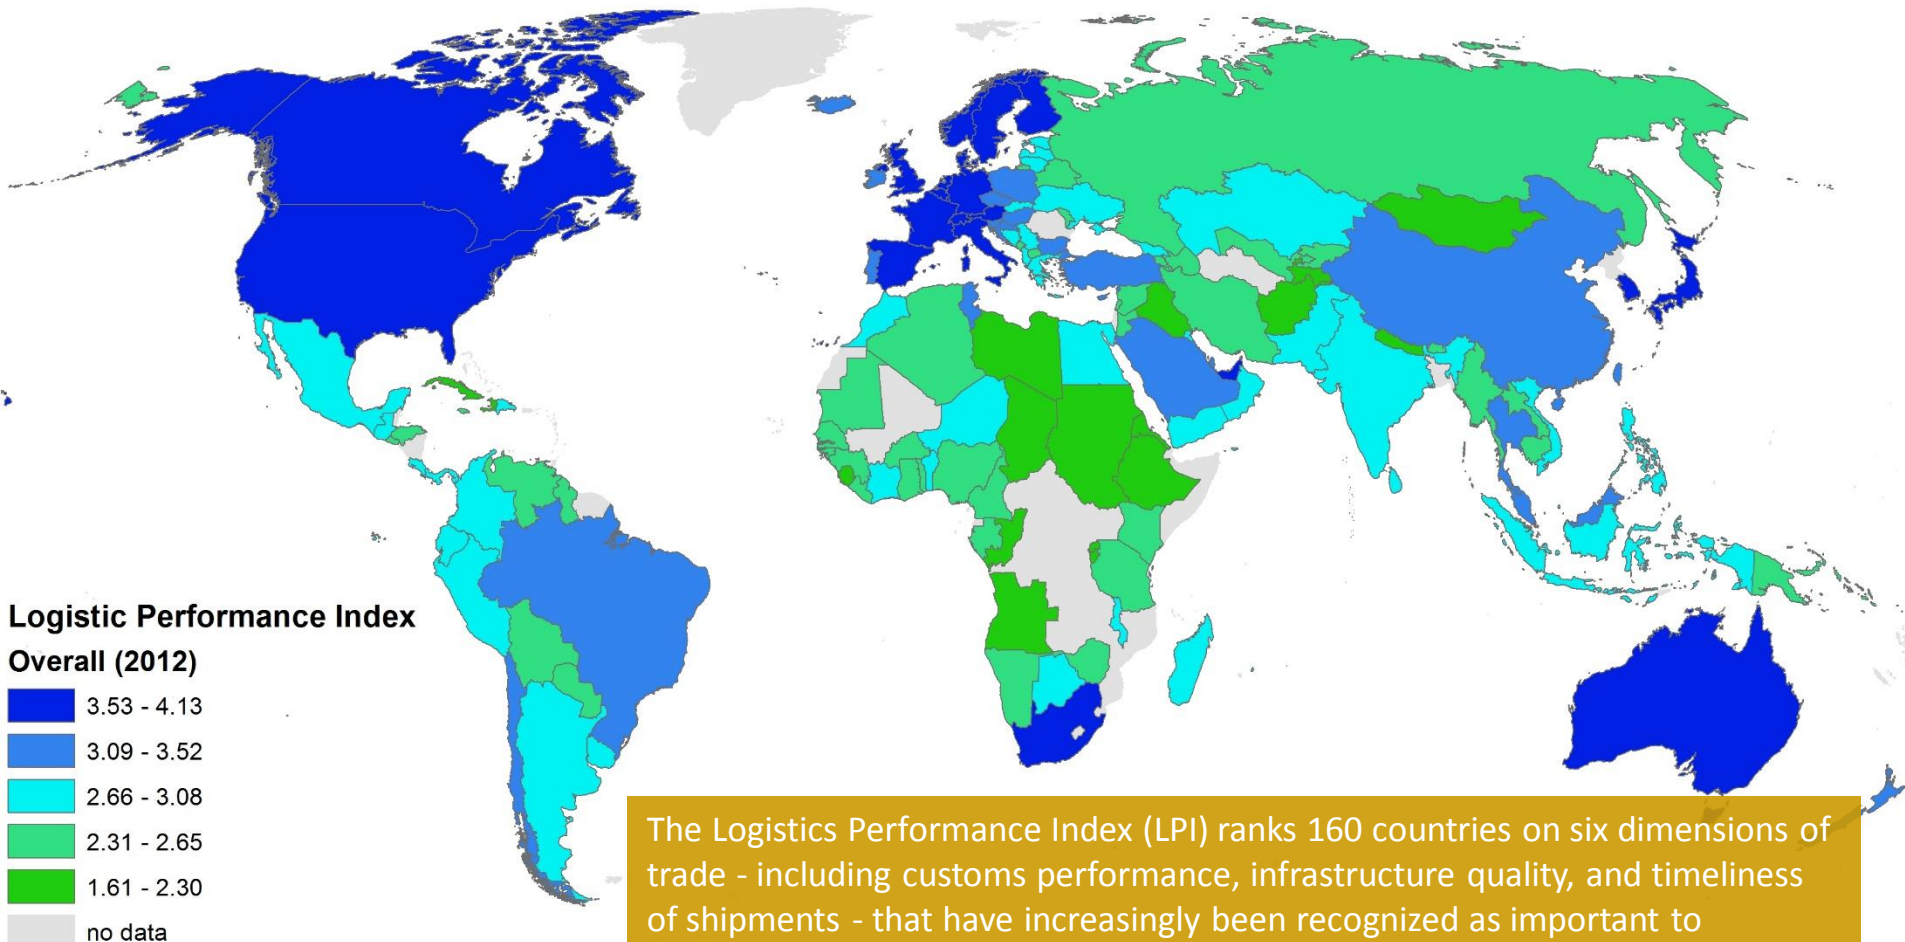 Logistic Performance Index
Overall (2012)
3.53 - 4.13
3.09 - 3.52
2.66 - 3.08
2.31 - 2.65
1.61 - 2.30
no data
The Logistics Performance Index (LPI) ranks 160 countries on six dimensions of
trade - including customs performance, infrastructure quality, and timeliness
of shipments - that have increasingly been recognized as important to